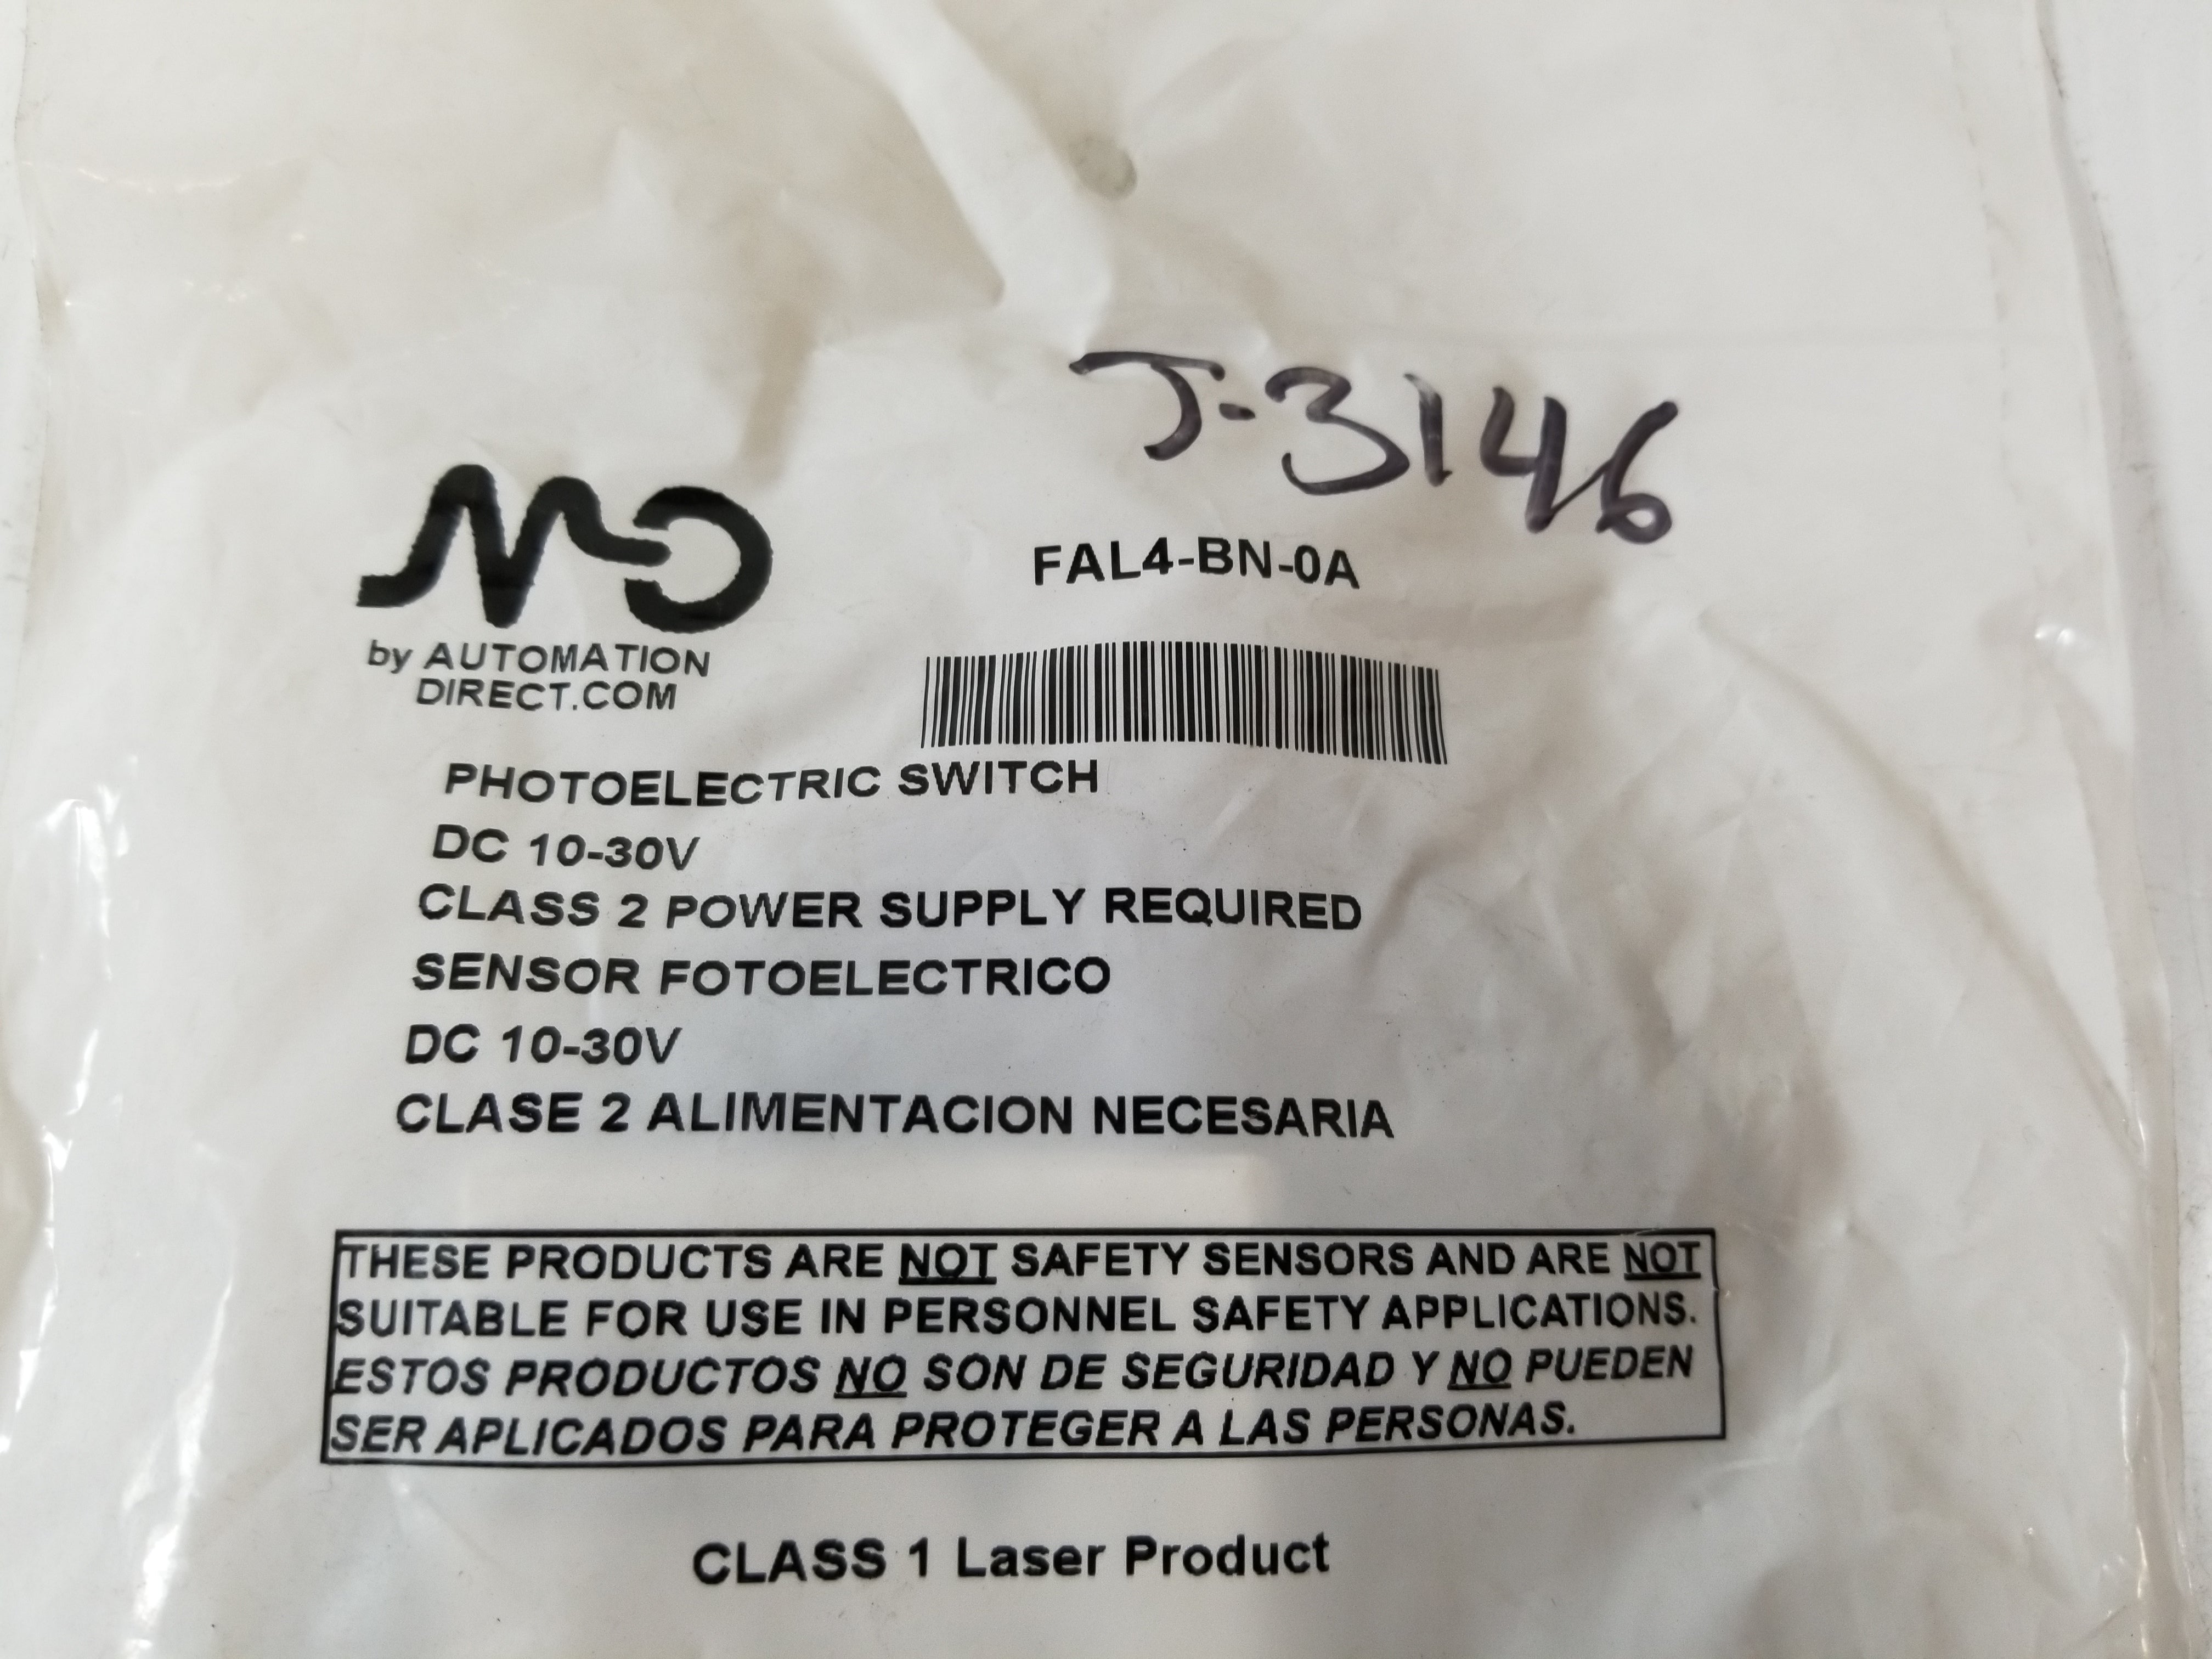 J-3146
FAL4-BN-0A
by AUTOMATION
DIRECT.COM
PHOTOELECTRIC SWITCH
DC 10-30V
CLASS 2 POWER SUPPLY REQUIRED
SENSOR FOTOELECTRICO
DC 10-30V
CLASE 2 ALIMENTACION NECESARIA
THESE PRODUCTS ARE NOT SAFETY SENSORS AND ARE NOT
SUITABLE FOR USE IN PERSONNEL SAFETY APPLICATIONS.
ESTOS PRODUCTOS NO SON DE SEGURIDAD Y NO PUEDEN
SER APLICADOS PARA PROTEGER A LAS PERSONAS.
CLASS 1 Laser Product